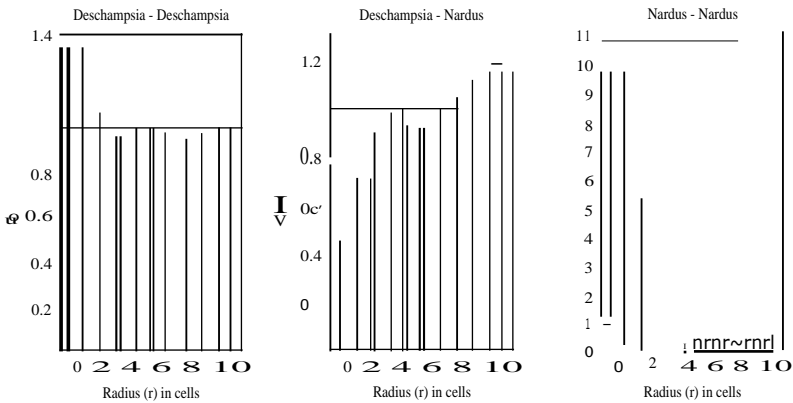 Deschampsia - Deschampsia
1.4
0.8
0.6
0.4
0.2
0 2 4 6 8 10
Radius (r) in cells
Deschampsia - Nardus
1.2
0.8
I
V
0c'
0.4
0
0 2 4 6 8 10
Radius (r) in cells
Nardus - Nardus
11
10
9
8
7
6
5
4
3
2
1
0
nrnr~rnrl
0 2 4 6 8 10
Radius (r) in cells